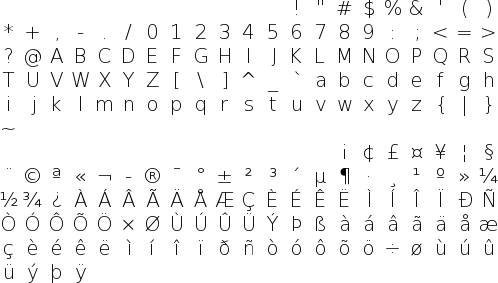 ! " # $ % & ' ( )
* + , - . / 0 1 2 3 4 5 6 7 8 9 : ; < = >
? @ A B C D E F G H I J K L M N O P Q R S
T U V W X Y Z [ \ ] ^ _ ` a b c d e f g h
i j k l m n o p q r s t u v w x y z { | }
~
¡ ¢ £ ¤ ¥ ¦ §
¨ © ª « ¬ - ® ¯ ° ± ² ³ ´ µ ¶ · ¸ ¹ º » ¼
½ ¾ ¿ À Á Â Ã Ä Å Æ Ç È É Ê Ë Ì Í Î Ï Ð Ñ
Ò Ó Ô Õ Ö × Ø Ù Ú Û Ü Ý Þ ß à á â ã ä å æ
ç è é ê ë ì í î ï ð ñ ò ó ô õ ö ÷ ø ù ú û
ü ý þ ÿ